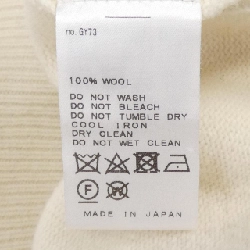 no. GY73
100% WOOL
DO NOT WASH
DO NOT BLEACH
DO NOT TUMBLE DRY
COOL IRON
DRY CLEAN
DO NOT WET CLEAN
F W
MADE IN JAPAN